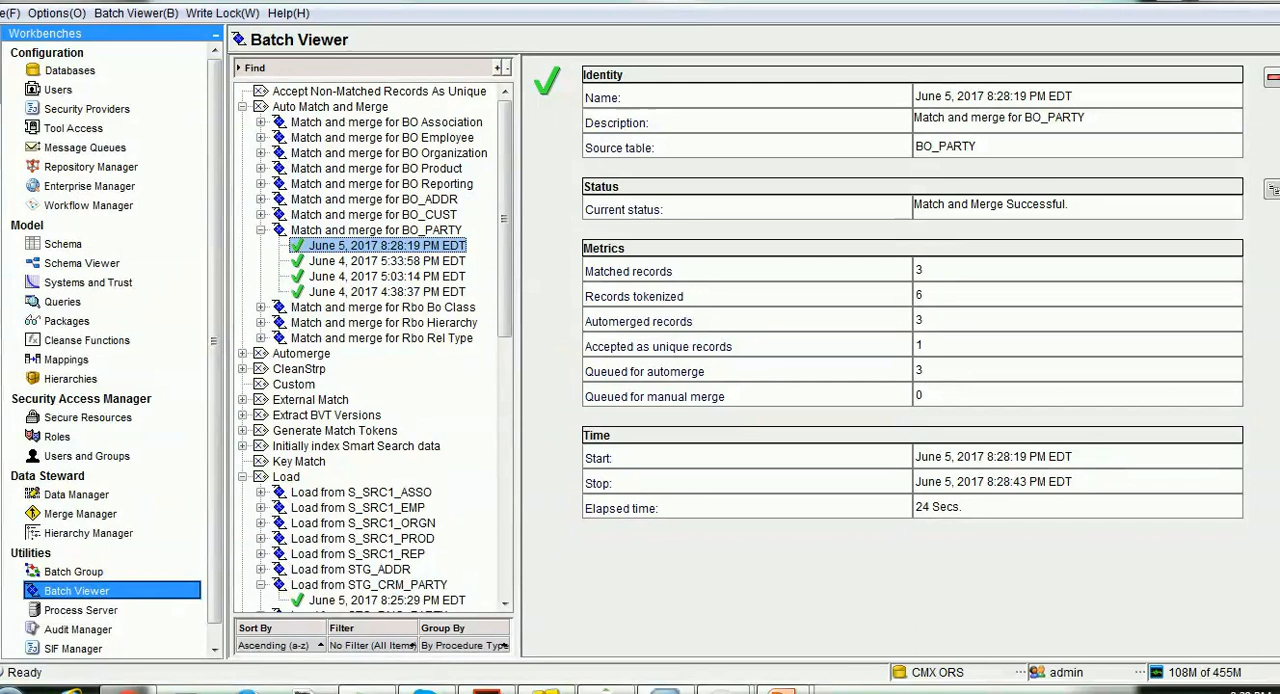 e(F) Options(O) Batch Viewer(B) Write Lock(W) Help(H)
Workbenches
Configuration
Databases
Users
Security Providers
Tool Access
Message Queues
Repository Manager
Enterprise Manager
Workflow Manager
Model
Schema
Schema Viewer
Systems and Trust
Queries
Packages
Cleanse Functions
Mappings
Hierarchies
Security Access Manager
Secure Resources
Roles
Users and Groups
Data Steward
Data Manager
Merge Manager
Hierarchy Manager
Utilities
Batch Group
Batch Viewer
Process Server
Audit Manager
SIF Manager
Batch Viewer
Find
Accept Non-Matched Records As Unique
Auto Match and Merge
Match and merge for BO Association
Match and merge for BO Employee
Match and merge for BO Organization
Match and merge for BO Product
Match and merge for BO Reporting
Match and merge for BO_ADDR
Match and merge for BO_CUST
Match and merge for BO_PARTY
June 5, 2017 8:28:19 PM EDT
June 4, 2017 5:33:58 PM EDT
June 4, 2017 5:03:14 PM EDT
June 4, 2017 4:38:37 PM EDT
Match and merge for Rbo Bo Class
Match and merge for Rbo Hierarchy
Match and merge for Rbo Rel Type
Automerge
CleanStrp
Custom
External Match
Extract BVT Versions
Generate Match Tokens
Initially index Smart Search data
Key Match
Load
Load from S_SRC1_ASSO
Load from S_SRC1_EMP
Load from S_SRC1_ORGN
Load from S_SRC1_PROD
Load from S_SRC1_REP
Load from STG_ADDR
Load from STG_CRM_PARTY
June 5, 2017 8:25:29 PM EDT
Sort By Filter Group By
Ascending (a-z) No Filter (All Items) By Procedure Type
Identity
Name: June 5, 2017 8:28:19 PM EDT
Description: Match and merge for BO_PARTY
Source table: BO_PARTY
Status
Current status: Match and Merge Successful.
Metrics
Matched records 3
Records tokenized 6
Automerged records 3
Accepted as unique records 1
Queued for automerge 3
Queued for manual merge 0
Time
Start: June 5, 2017 8:28:19 PM EDT
Stop: June 5, 2017 8:28:43 PM EDT
Elapsed time: 24 Secs.
Ready CMX ORS admin 108M of 455M